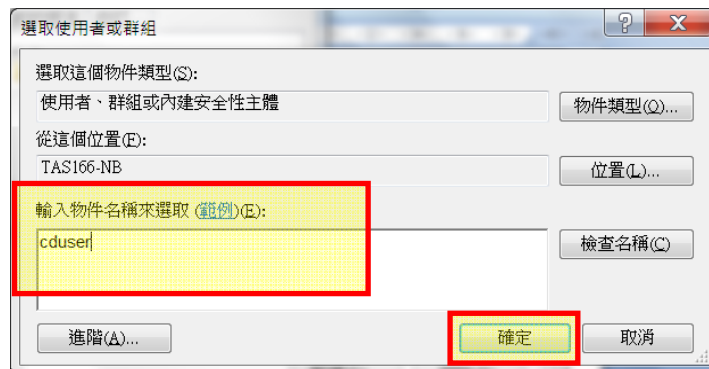 選取使用者或群組
選取這個物件類型(S):
使用者、群組或內建安全性主體
物件類型(O)...
從這個位置(F):
TAS166-NB
位置(L)...
輸入物件名稱來選取 (範例)(E):
cduser
檢查名稱(C)
進階(A)...
確定
取消